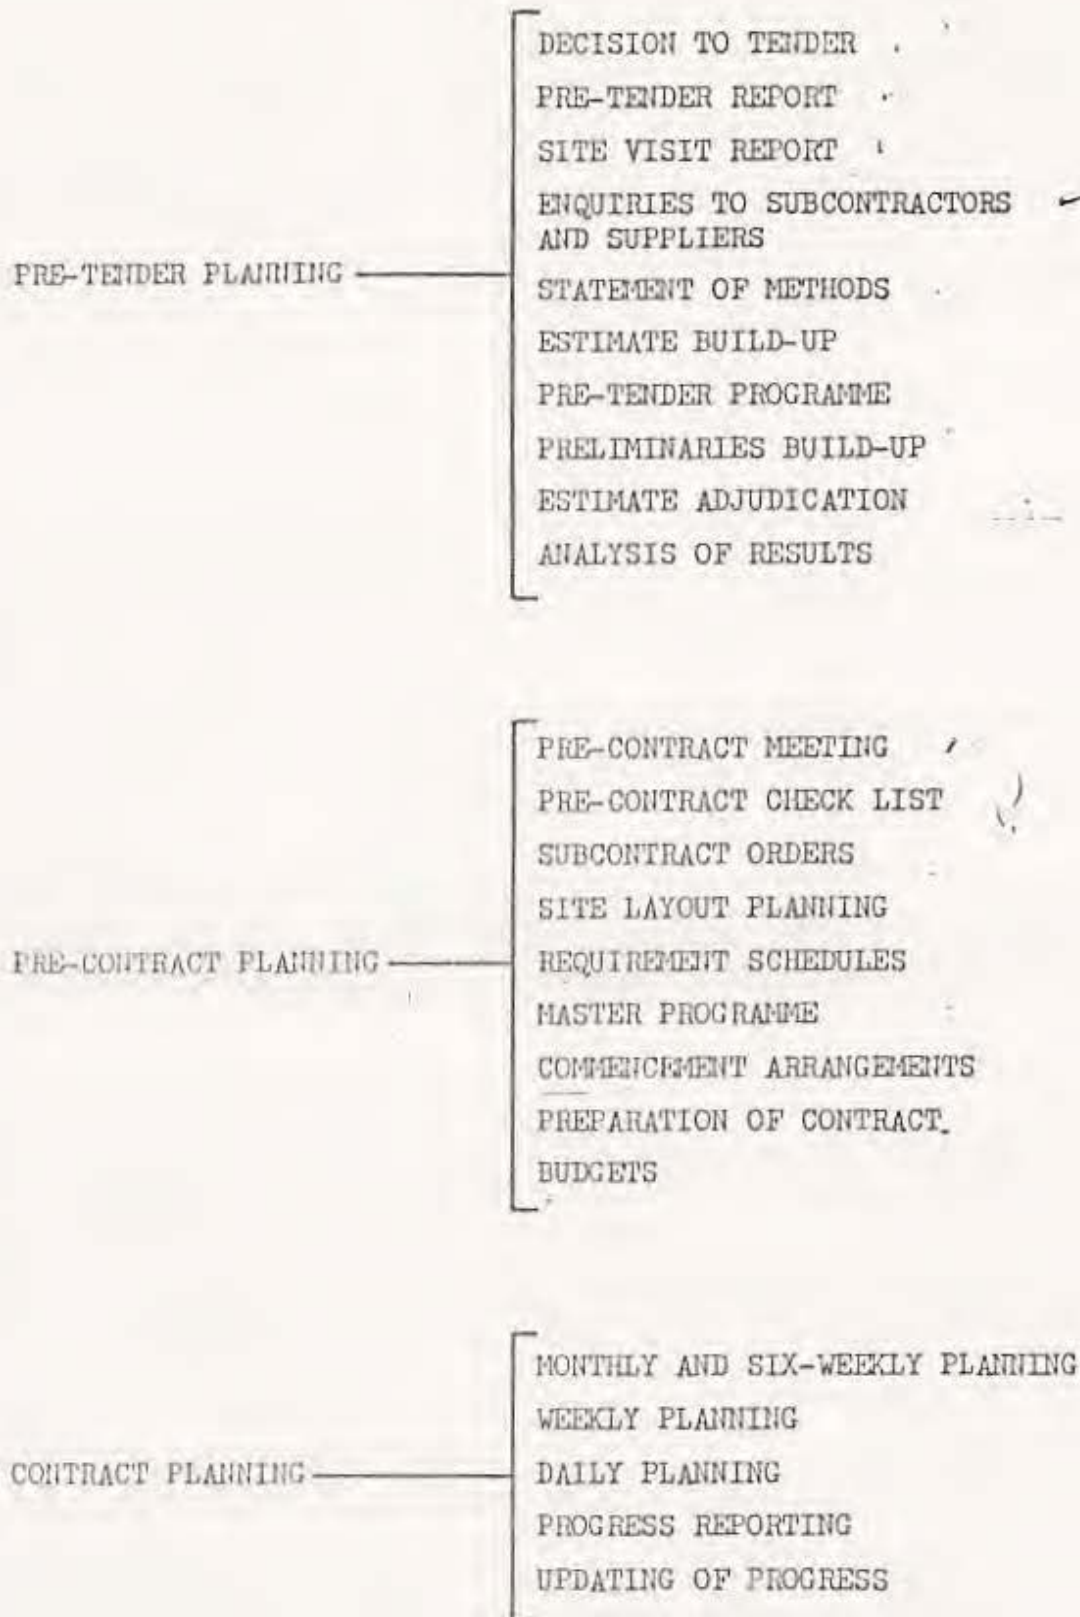 DECISION TO TENDER
PRE-TENDER REPORT
SITE VISIT REPORT
ENQUIRIES TO SUBCONTRACTORS
AND SUPPLIERS
PRE-TENDER PLANNING
STATEMENT OF METHODS
ESTIMATE BUILD-UP
PRE-TENDER PROGRAMME
PRELIMINARIES BUILD-UP
ESTIMATE ADJUDICATION
ANALYSIS OF RESULTS
PRE-CONTRACT MEETING
PRE-CONTRACT CHECK LIST
SUBCONTRACT ORDERS
SITE LAYOUT PLANNING
PRE-CONTRACT PLANNING
REQUIREMENT SCHEDULES
MASTER PROGRAMME
COMMENCEMENT ARRANGEMENTS
PREPARATION OF CONTRACT
BUDGETS
MONTHLY AND SIX-WEEKLY PLANNING
WEEKLY PLANNING
CONTRACT PLANNING
DAILY PLANNING
PROGRESS REPORTING
UPDATING OF PROGRESS